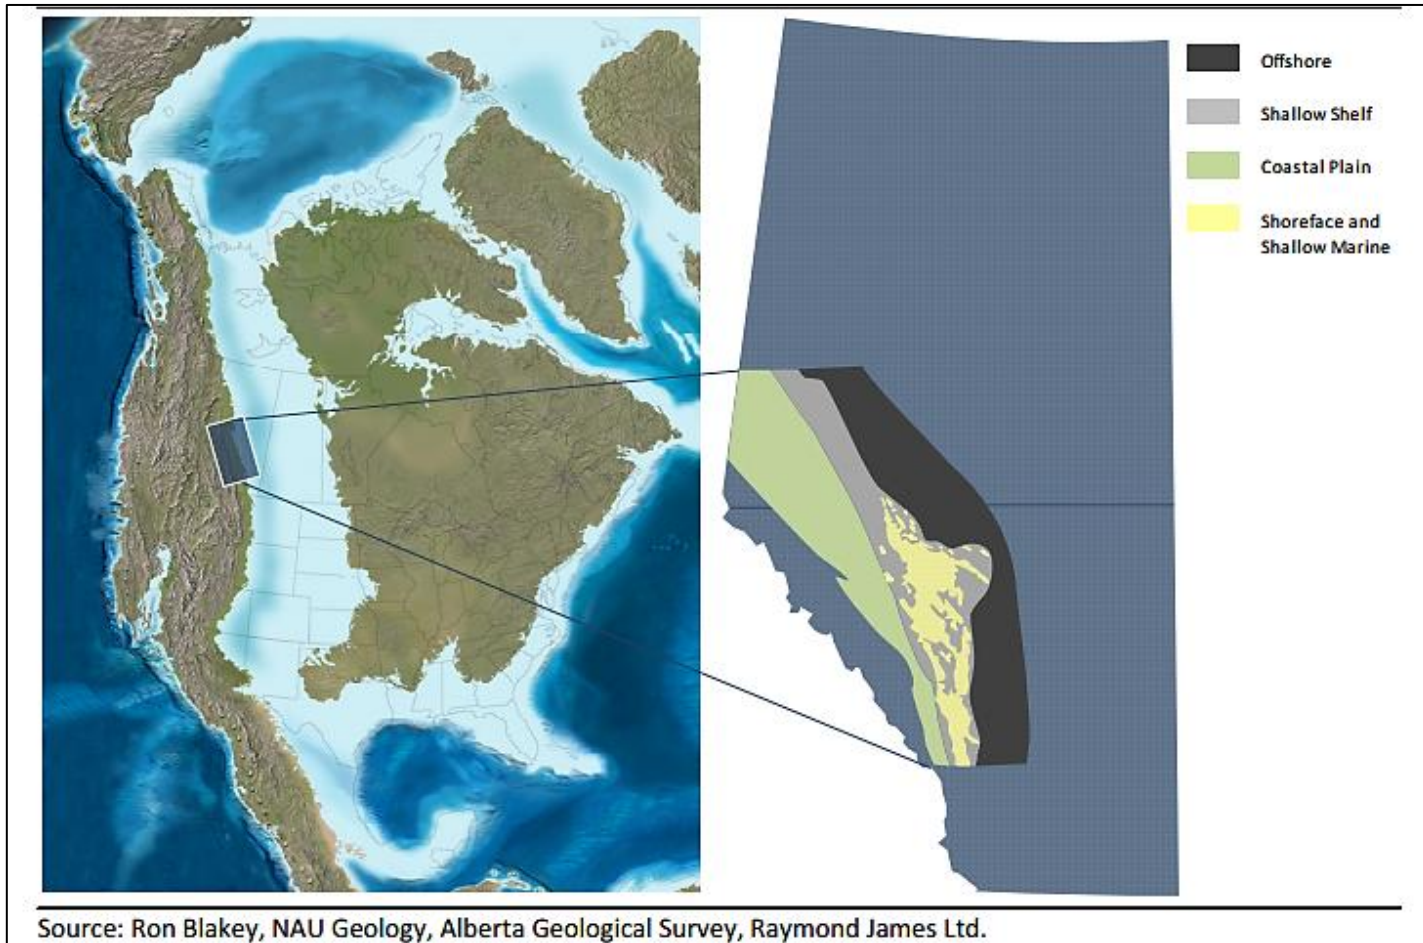 Offshore
Shallow Shelf
Coastal Plain
Shoreface and
Shallow Marine
Source: Ron Blakey, NAU Geology, Alberta Geological Survey, Raymond James Ltd.